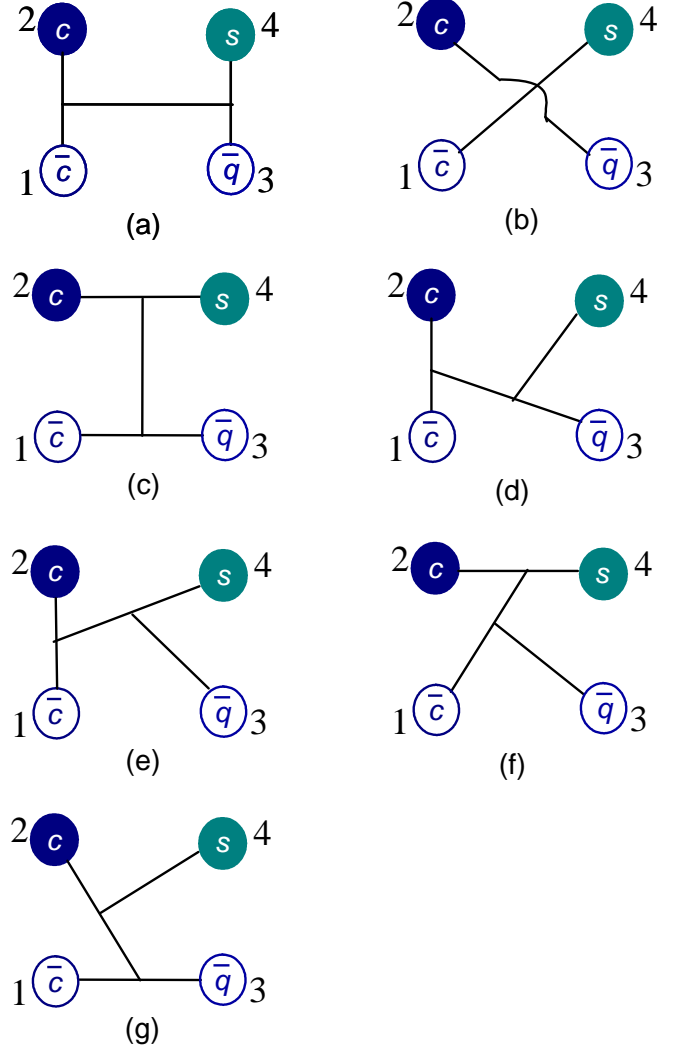 2 c s 4 2 c s 4
1 c̄ q̄ 3 1 c̄ q̄ 3
(a) (b)
2 c s 4 2 c s 4
1 c̄ q̄ 3 1 c̄ q̄ 3
(c) (d)
2 c s 4 2 c s 4
1 c̄ q̄ 3 1 c̄ q̄ 3
(e) (f)
2 c s 4
1 c̄ q̄ 3
(g)